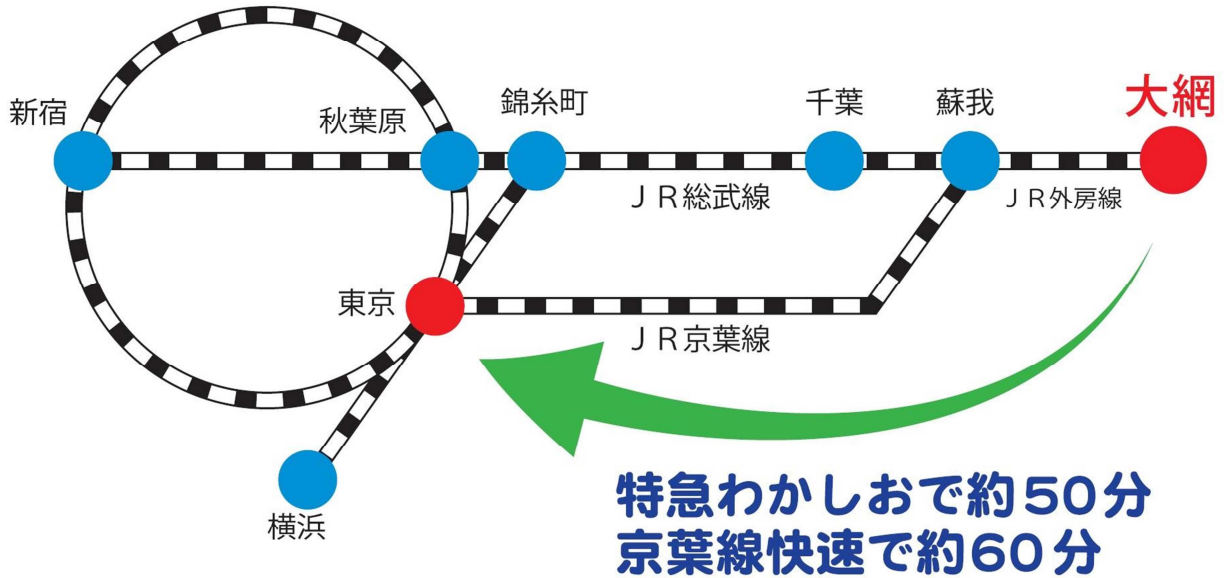 新宿
秋葉原
錦糸町
千葉
蘇我
大網
ＪＲ総武線
ＪＲ外房線
東京
ＪＲ京葉線
横浜
特急わかしおで約50分
京葉線快速で約60分